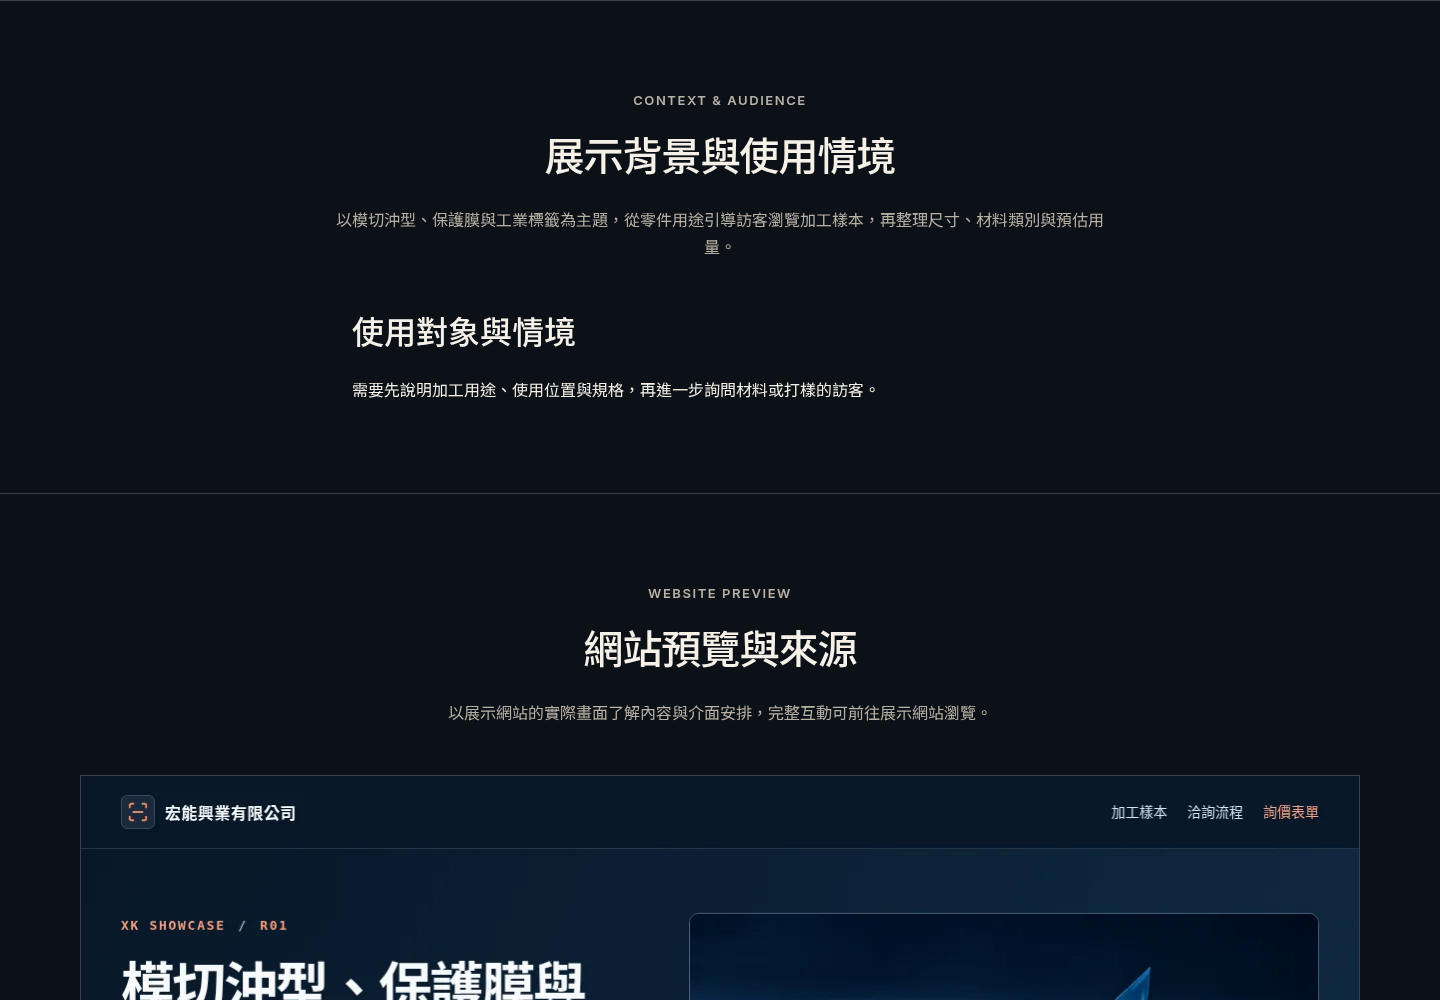 CONTEXT & AUDIENCE
展示背景與使用情境
以模切沖型、保護膜與工業標籤為主題，從零件用途引導訪客瀏覽加工樣本，再整理尺寸、材料類別與預估用
量。
使用對象與情境
需要先說明加工用途、使用位置與規格，再進一步詢問材料或打樣的訪客。
WEBSITE PREVIEW
網站預覽與來源
以展示網站的實際畫面了解內容與介面安排，完整互動可前往展示網站瀏覽。
宏能興業有限公司
加工樣本 洽詢流程 詢價表單
XK SHOWCASE / R01
模切沖型、保護膜與